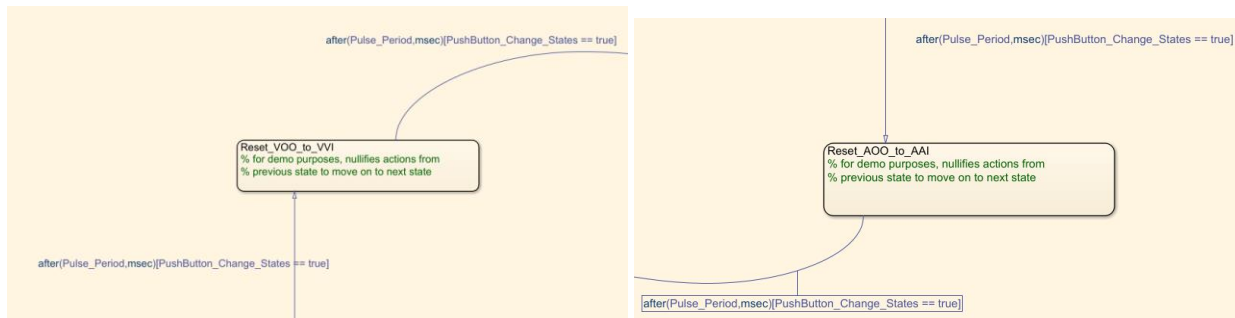 after(Pulse_Period,msec)[PushButton_Change_States == true]
Reset_VOO_to_VVI
% for demo purposes, nullifies actions from
% previous state to move on to next state
after(Pulse_Period,msec)[PushButton_Change_States == true]
after(Pulse_Period,msec)[PushButton_Change_States == true]
Reset_AOO_to_AAI
% for demo purposes, nullifies actions from
% previous state to move on to next state
after(Pulse_Period,msec)[PushButton_Change_States == true]